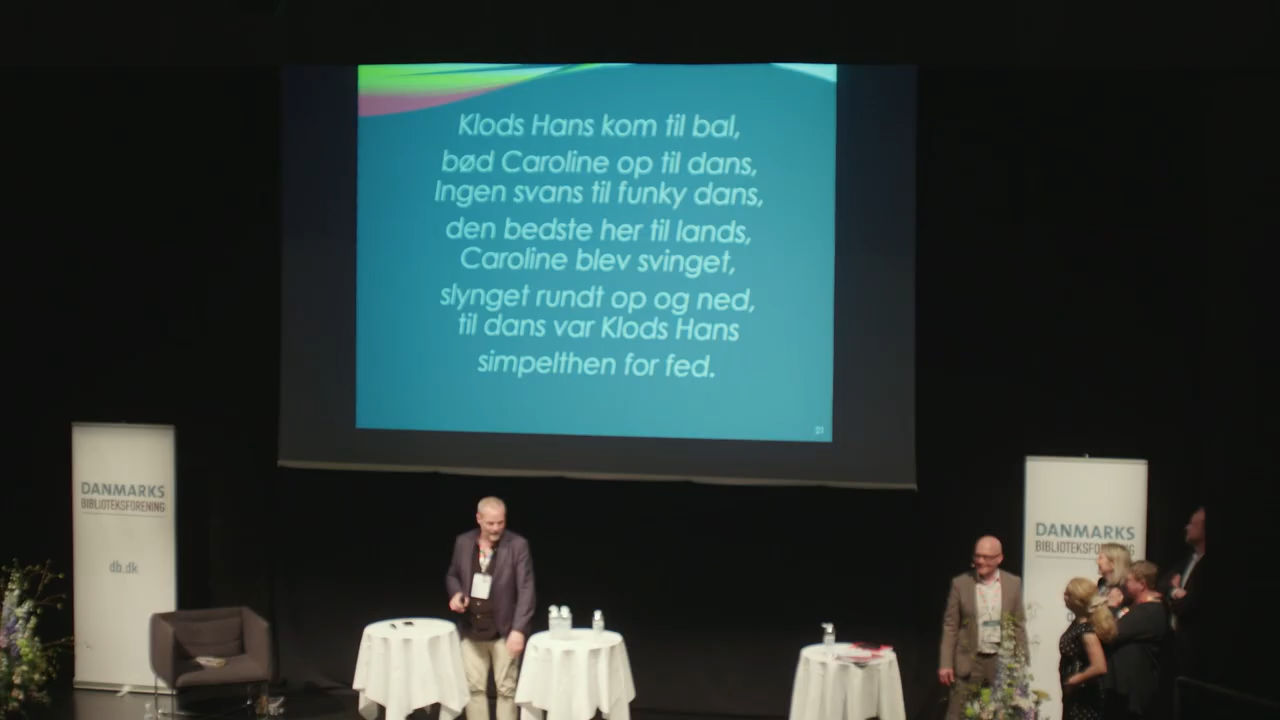 Klods Hans kom til bal,
bød Caroline op til dans,
Ingen svans til funky dans,
den bedste her til lands,
Caroline blev svinget,
slynget rundt op og ned,
til dans var Klods Hans
simpelthen for fed.
21
DANMARKS
BIBLIOTEKSFORENING
db.dk
DANMARKS
BIBLIOTEKSFORENING